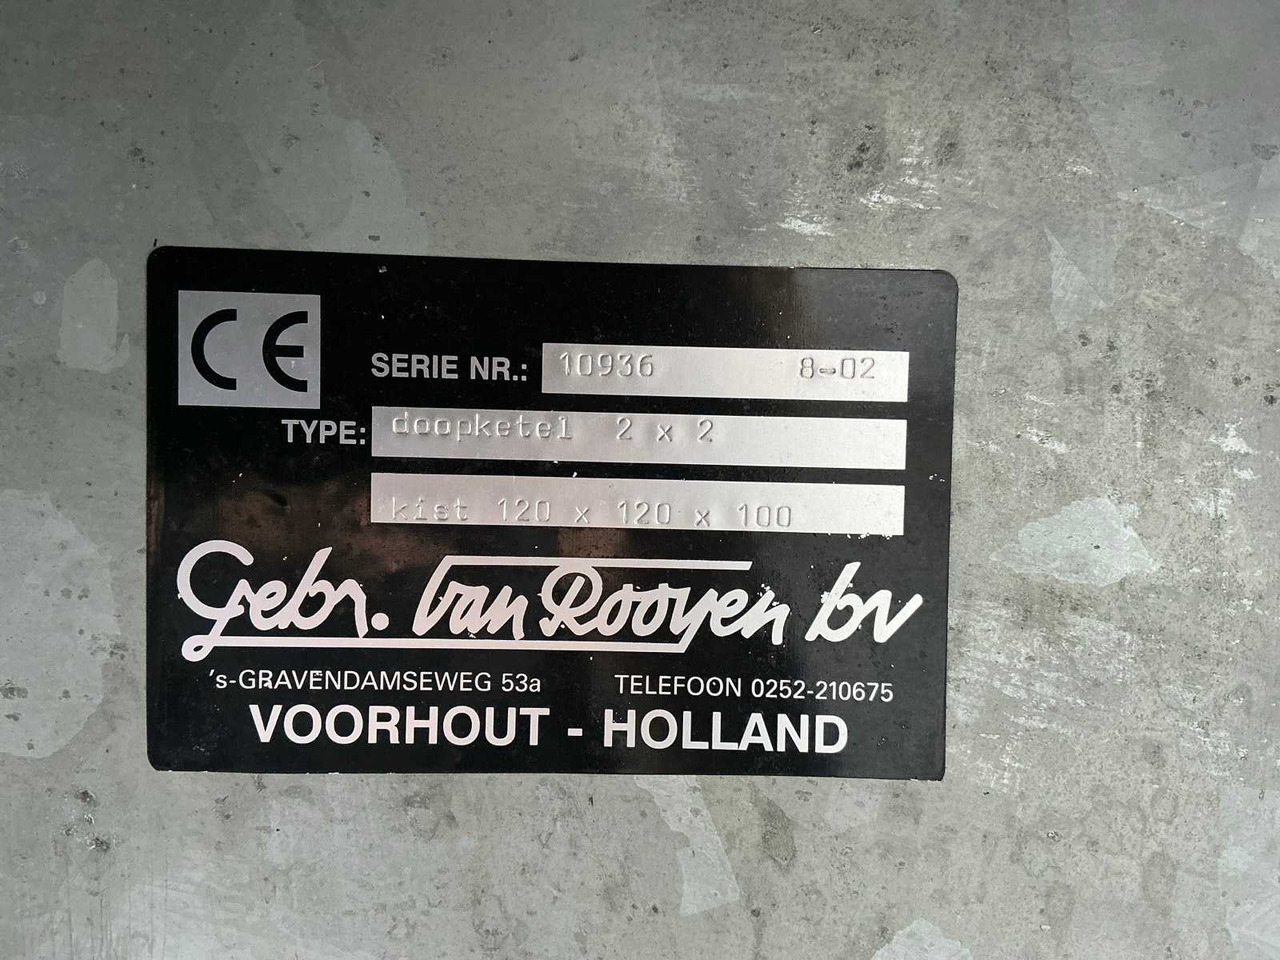 CE
SERIE NR.: 10936 8-02
TYPE: doopketel 2 x 2
kist 120 x 120 x 100
Gebr. Van Rooyen bv
's-GRAVENDAMSEWEG 53a TELEFOON 0252-210675
VOORHOUT - HOLLAND